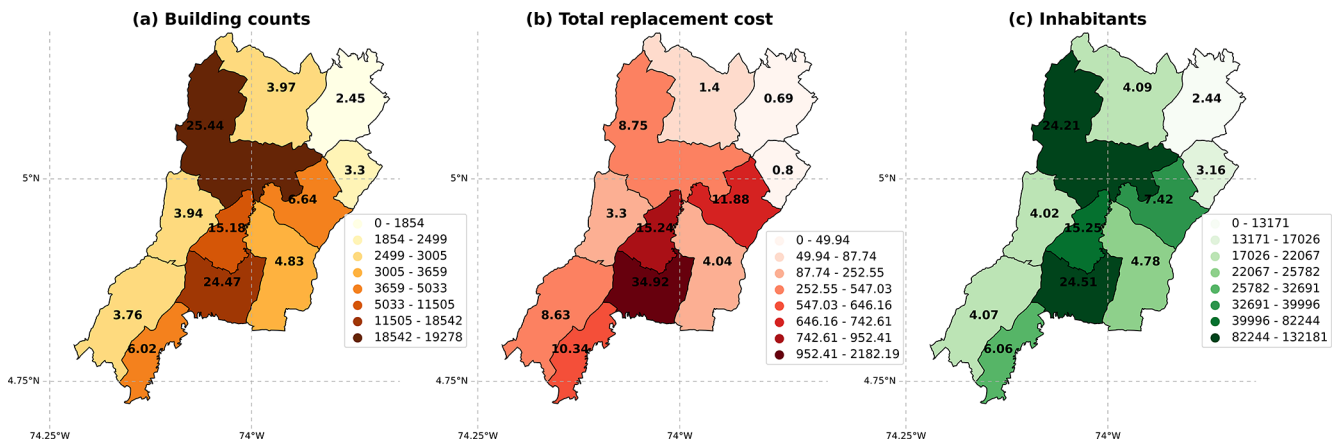 (a) Building counts
25.44
3.97
2.45
3.3
6.64
3.94
15.18
4.83
24.47
3.76
6.02
0 - 1854
1854 - 2499
2499 - 3005
3005 - 3659
3659 - 5033
5033 - 11505
11505 - 18542
18542 - 19278
5°N
4.75°N
74.25°W
74°W
(b) Total replacement cost
8.75
1.4
0.69
0.8
11.88
3.3
15.24
4.04
34.92
8.63
10.34
0 - 49.94
49.94 - 87.74
87.74 - 252.55
252.55 - 547.03
547.03 - 646.16
646.16 - 742.61
742.61 - 952.41
952.41 - 2182.19
5°N
4.75°N
74.25°W
74°W
(c) Inhabitants
24.21
4.09
2.44
3.16
7.42
4.02
15.25
4.78
24.51
4.07
6.06
0 - 13171
13171 - 17026
17026 - 22067
22067 - 25782
25782 - 32691
32691 - 39996
39996 - 82244
82244 - 132181
5°N
4.75°N
74.25°W
74°W